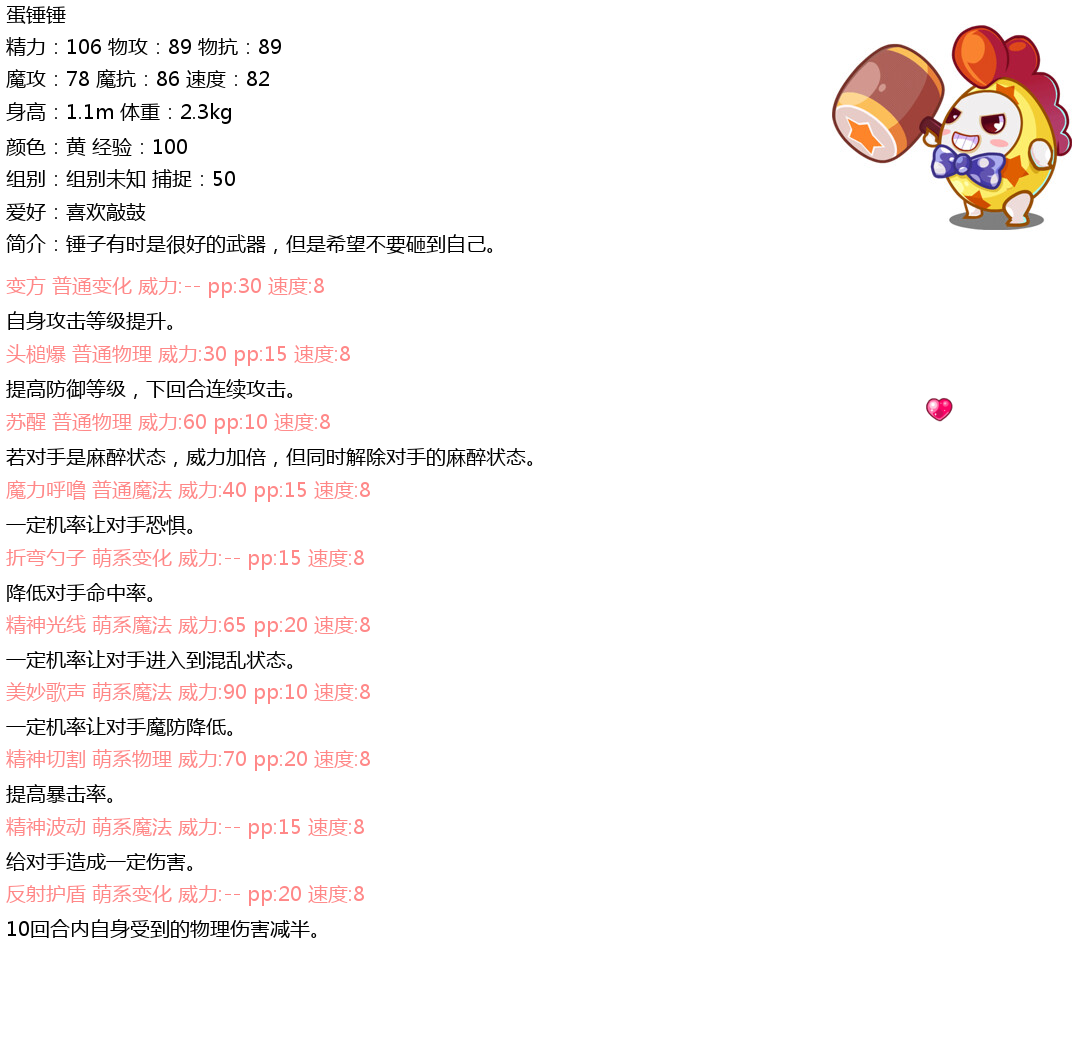 蛋锤锤
精力：106 物攻：89 物抗：89
魔攻：78 魔抗：86 速度：82
身高：1.1m 体重：2.3kg
颜色：黄 经验：100
组别：组别未知 捕捉：50
爱好：喜欢敲鼓
简介：锤子有时是很好的武器，但是希望不要砸到自己。
变方 普通变化 威力:-- pp:30 速度:8
自身攻击等级提升。
头槌爆 普通物理 威力:30 pp:15 速度:8
提高防御等级，下回合连续攻击。
苏醒 普通物理 威力:60 pp:10 速度:8
若对手是麻醉状态，威力加倍，但同时解除对手的麻醉状态。
魔力呼噜 普通魔法 威力:40 pp:15 速度:8
一定机率让对手恐惧。
折弯勺子 萌系变化 威力:-- pp:15 速度:8
降低对手命中率。
精神光线 萌系魔法 威力:65 pp:20 速度:8
一定机率让对手进入到混乱状态。
美妙歌声 萌系魔法 威力:90 pp:10 速度:8
一定机率让对手魔防降低。
精神切割 萌系物理 威力:70 pp:20 速度:8
提高暴击率。
精神波动 萌系魔法 威力:-- pp:15 速度:8
给对手造成一定伤害。
反射护盾 萌系变化 威力:-- pp:20 速度:8
10回合内自身受到的物理伤害减半。